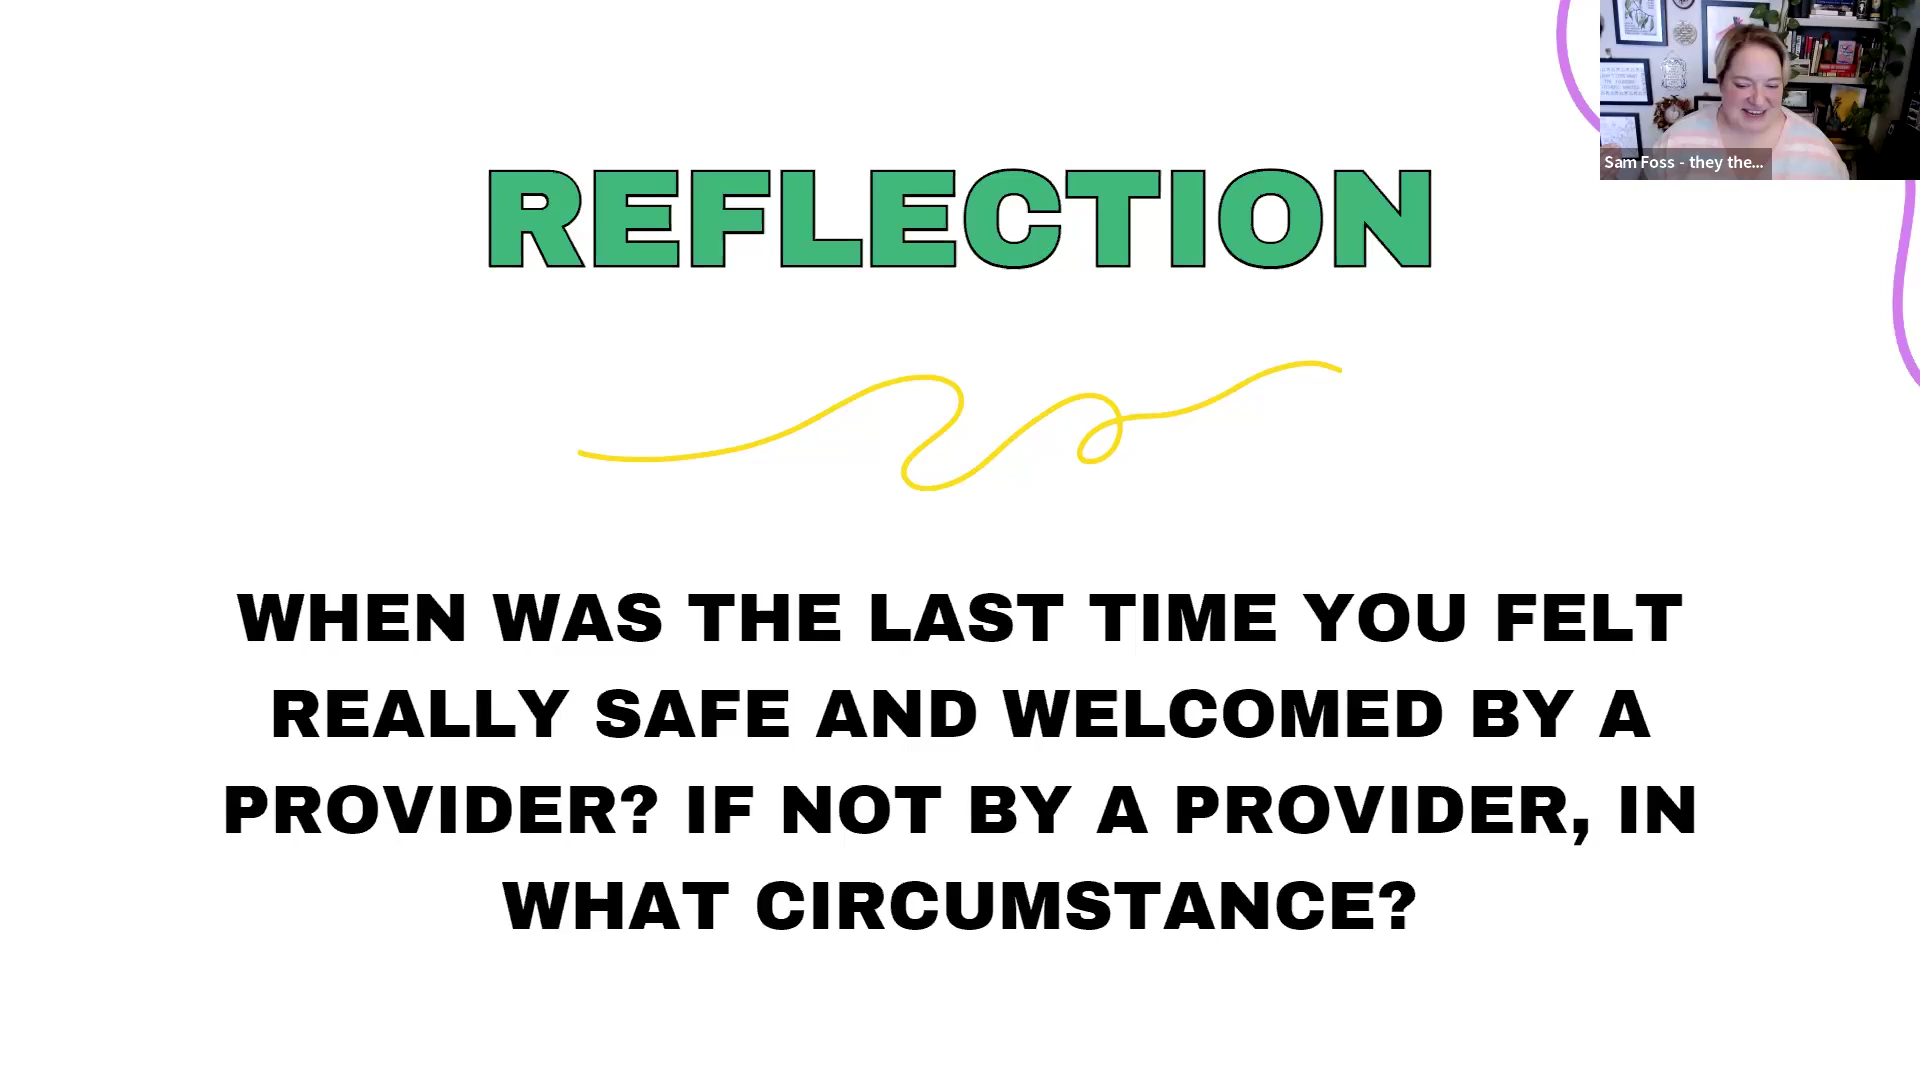 Sam Foss - they the...
REFLECTION
WHEN WAS THE LAST TIME YOU FELT
REALLY SAFE AND WELCOMED BY A
PROVIDER? IF NOT BY A PROVIDER, IN
WHAT CIRCUMSTANCE?